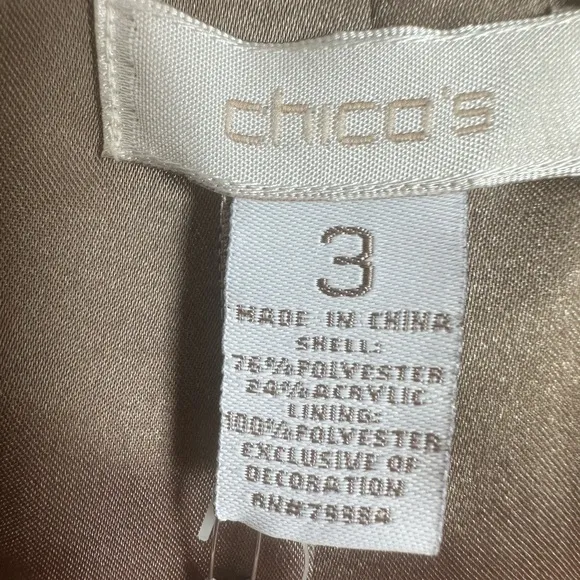 chico's
3
MADE IN CHINA
SHELL:
76%POLYESTER
24%ACRYLIC
LINING:
100%POLYESTER
EXCLUSIVE OF
DECORATION
RN#79984